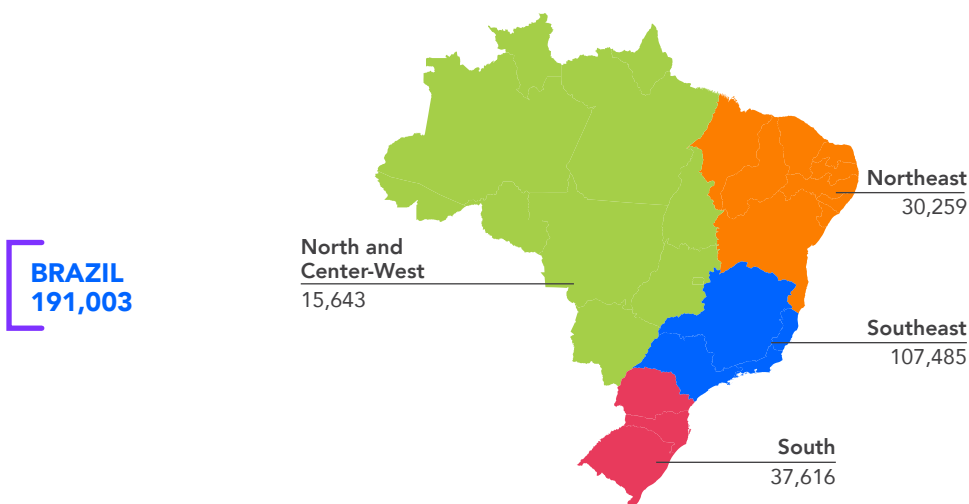 BRAZIL
191,003
North and
Center-West
15,643
Northeast
30,259
Southeast
107,485
South
37,616